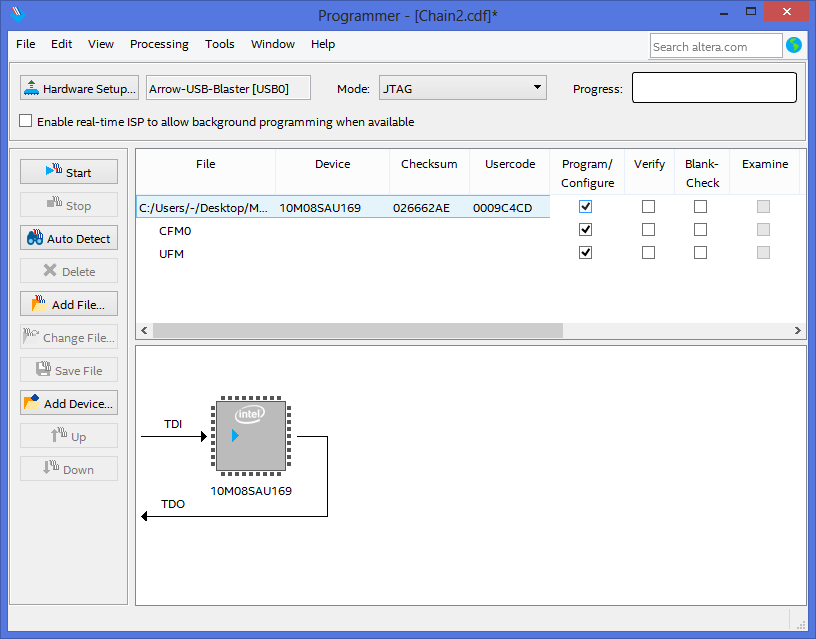 Programmer - [Chain2.cdf]*
File Edit View Processing Tools Window Help
Search altera.com
Hardware Setup... Arrow-USB-Blaster [USB0] Mode: JTAG Progress:
Enable real-time ISP to allow background programming when available
Start
Stop
Auto Detect
Delete
Add File...
Change File...
Save File
Add Device...
Up
Down
File Device Checksum Usercode Program/ Verify Blank- Examine
Configure Check
C:/Users/-/Desktop/M... 10M08SAU169 026662AE 0009C4CD
CFM0
UFM
intel
TDI
10M08SAU169
TDO